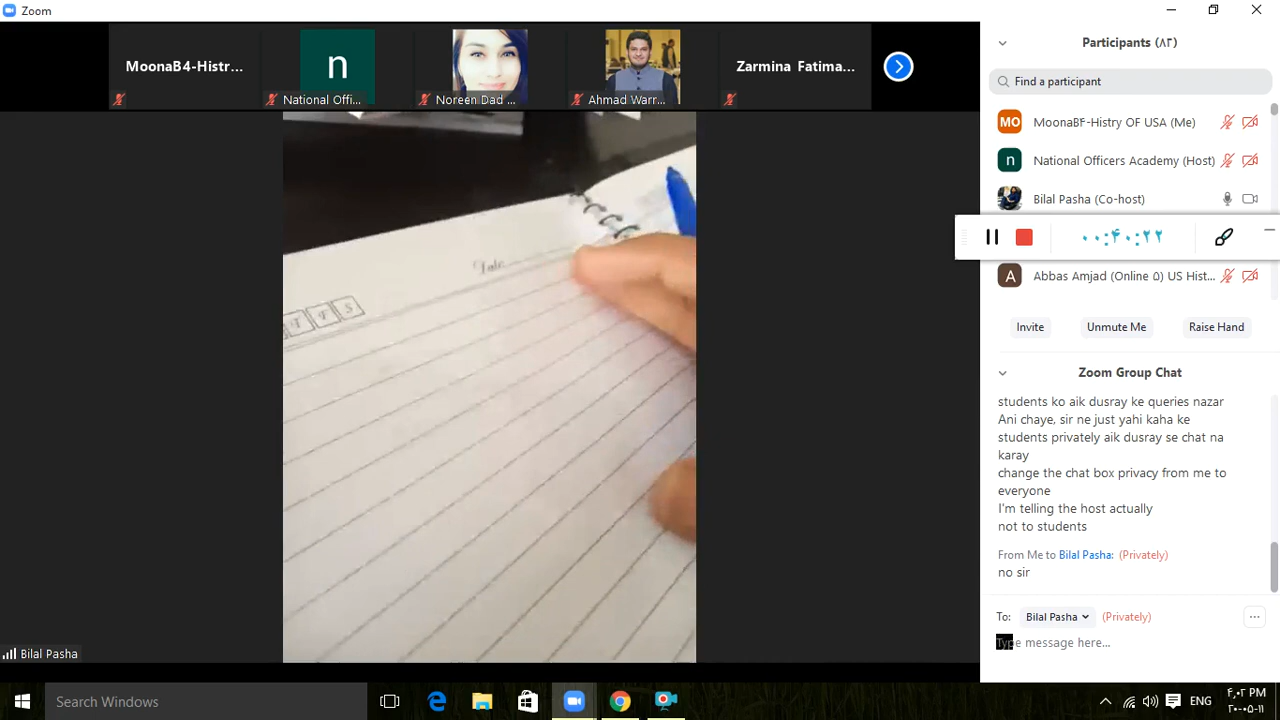 Zoom
MoonaB4-Histr...
n
National Offi...
Noreen Dad ...
Ahmad Warr...
Zarmina Fatima...
Participants (۸۲)
Find a participant
MO MoonaB۴-Histry OF USA (Me)
n National Officers Academy (Host)
Bilal Pasha (Co-host)
۰۰:۴۰:۲۲
A Abbas Amjad (Online ۵) US Hist...
Invite
Unmute Me
Raise Hand
Zoom Group Chat
students ko aik dusray ke queries nazar
Ani chaye, sir ne just yahi kaha ke
students privately aik dusray se chat na
karay
change the chat box privacy from me to
everyone
I'm telling the host actually
not to students
From Me to Bilal Pasha: (Privately)
no sir
To: Bilal Pasha (Privately)
Type message here...
Date
T T S
Bilal Pasha
Search Windows
ENG
۴:۰۲ PM
۲۰۲۰-۰۵-۱۱